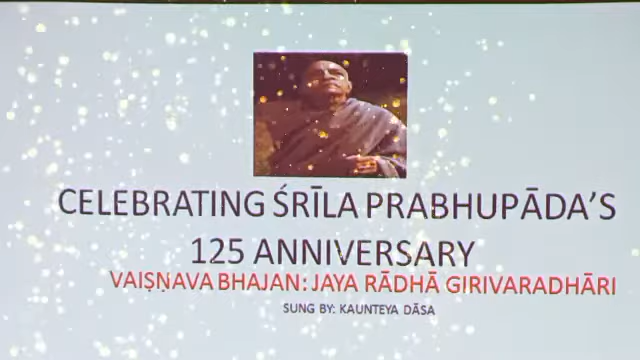 CELEBRATING ŚRĪLA PRABHUPĀDA'S
125 ANNIVERSARY
VAIṢṆAVA BHAJAN: JAYA RĀDHĀ GIRIVARADHĀRI
SUNG BY: KAUNTEYA DĀSA